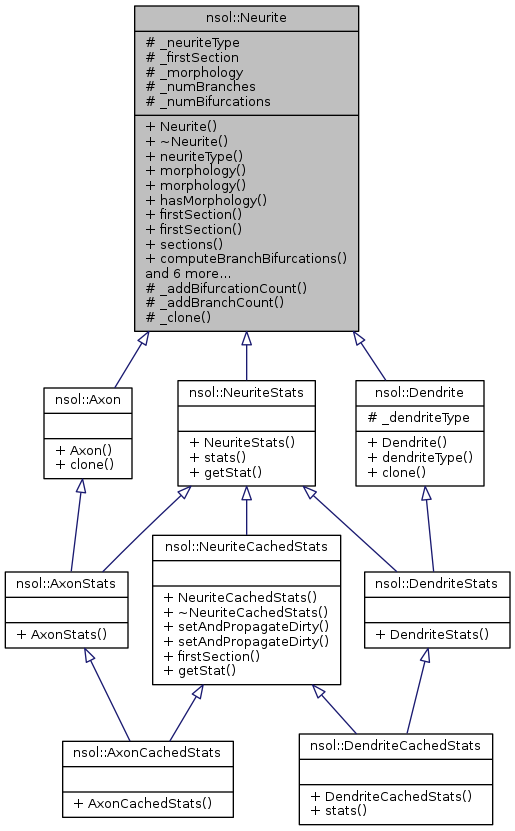 nsol::Neurite
# _neuriteType
# _firstSection
# _morphology
# _numBranches
# _numBifurcations
+ Neurite()
+ ~Neurite()
+ neuriteType()
+ morphology()
+ morphology()
+ hasMorphology()
+ firstSection()
+ firstSection()
+ sections()
+ computeBranchBifurcations()
and 6 more...
# _addBifurcationCount()
# _addBranchCount()
# _clone()
nsol::Axon
+ Axon()
+ clone()
nsol::NeuriteStats
+ NeuriteStats()
+ stats()
+ getStat()
nsol::Dendrite
# _dendriteType
+ Dendrite()
+ dendriteType()
+ clone()
nsol::AxonStats
+ AxonStats()
nsol::NeuriteCachedStats
+ NeuriteCachedStats()
+ ~NeuriteCachedStats()
+ setAndPropagateDirty()
+ setAndPropagateDirty()
+ firstSection()
+ getStat()
nsol::DendriteStats
+ DendriteStats()
nsol::AxonCachedStats
+ AxonCachedStats()
nsol::DendriteCachedStats
+ DendriteCachedStats()
+ stats()